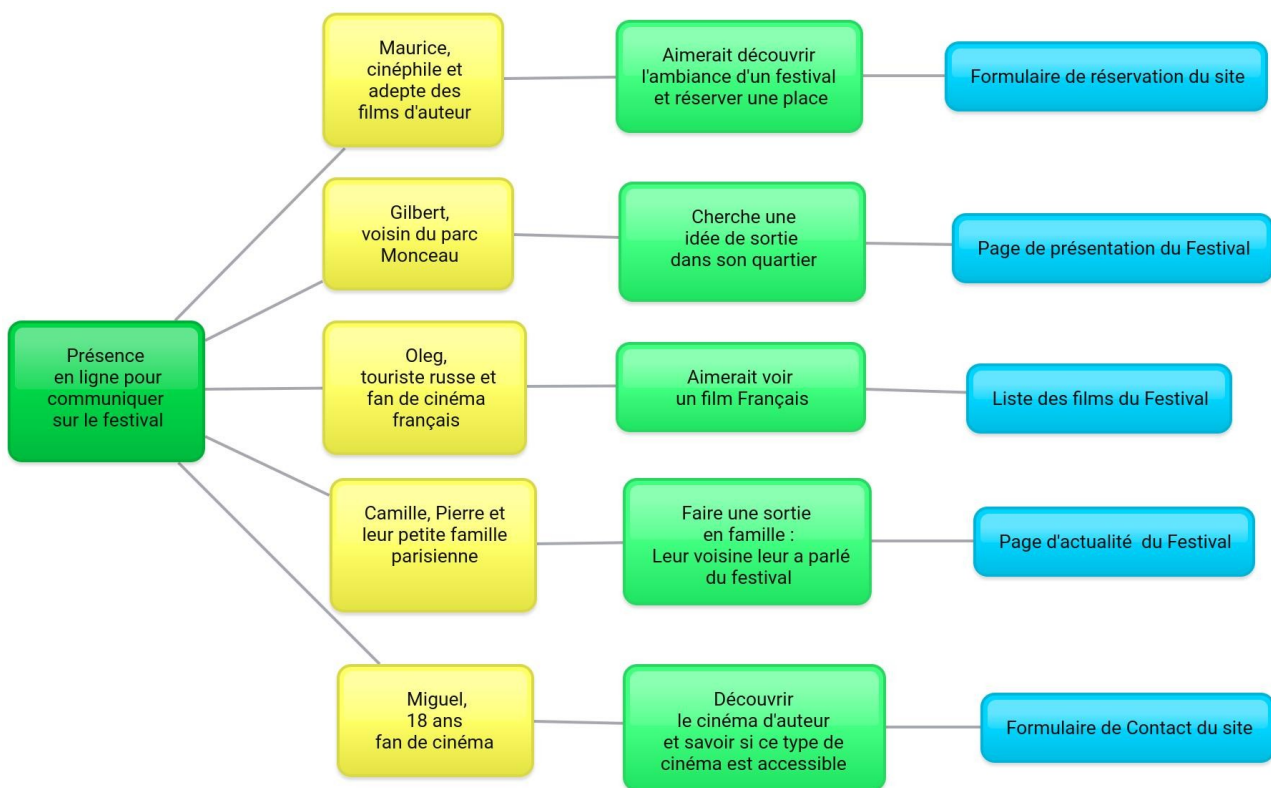 Maurice,
cinéphile et
adepte des
films d'auteur
Aimerait découvrir
l'ambiance d'un festival
et réserver une place
Formulaire de réservation du site
Gilbert,
voisin du parc
Monceau
Cherche une
idée de sortie
dans son quartier
Page de présentation du Festival
Présence
en ligne pour
communiquer
sur le festival
Oleg,
touriste russe et
fan de cinéma
français
Aimerait voir
un film Français
Liste des films du Festival
Camille, Pierre et
leur petite famille
parisienne
Faire une sortie
en famille :
Leur voisine leur a parlé
du festival
Page d'actualité du Festival
Miguel,
18 ans
fan de cinéma
Découvrir
le cinéma d'auteur
et savoir si ce type de
cinéma est accessible
Formulaire de Contact du site